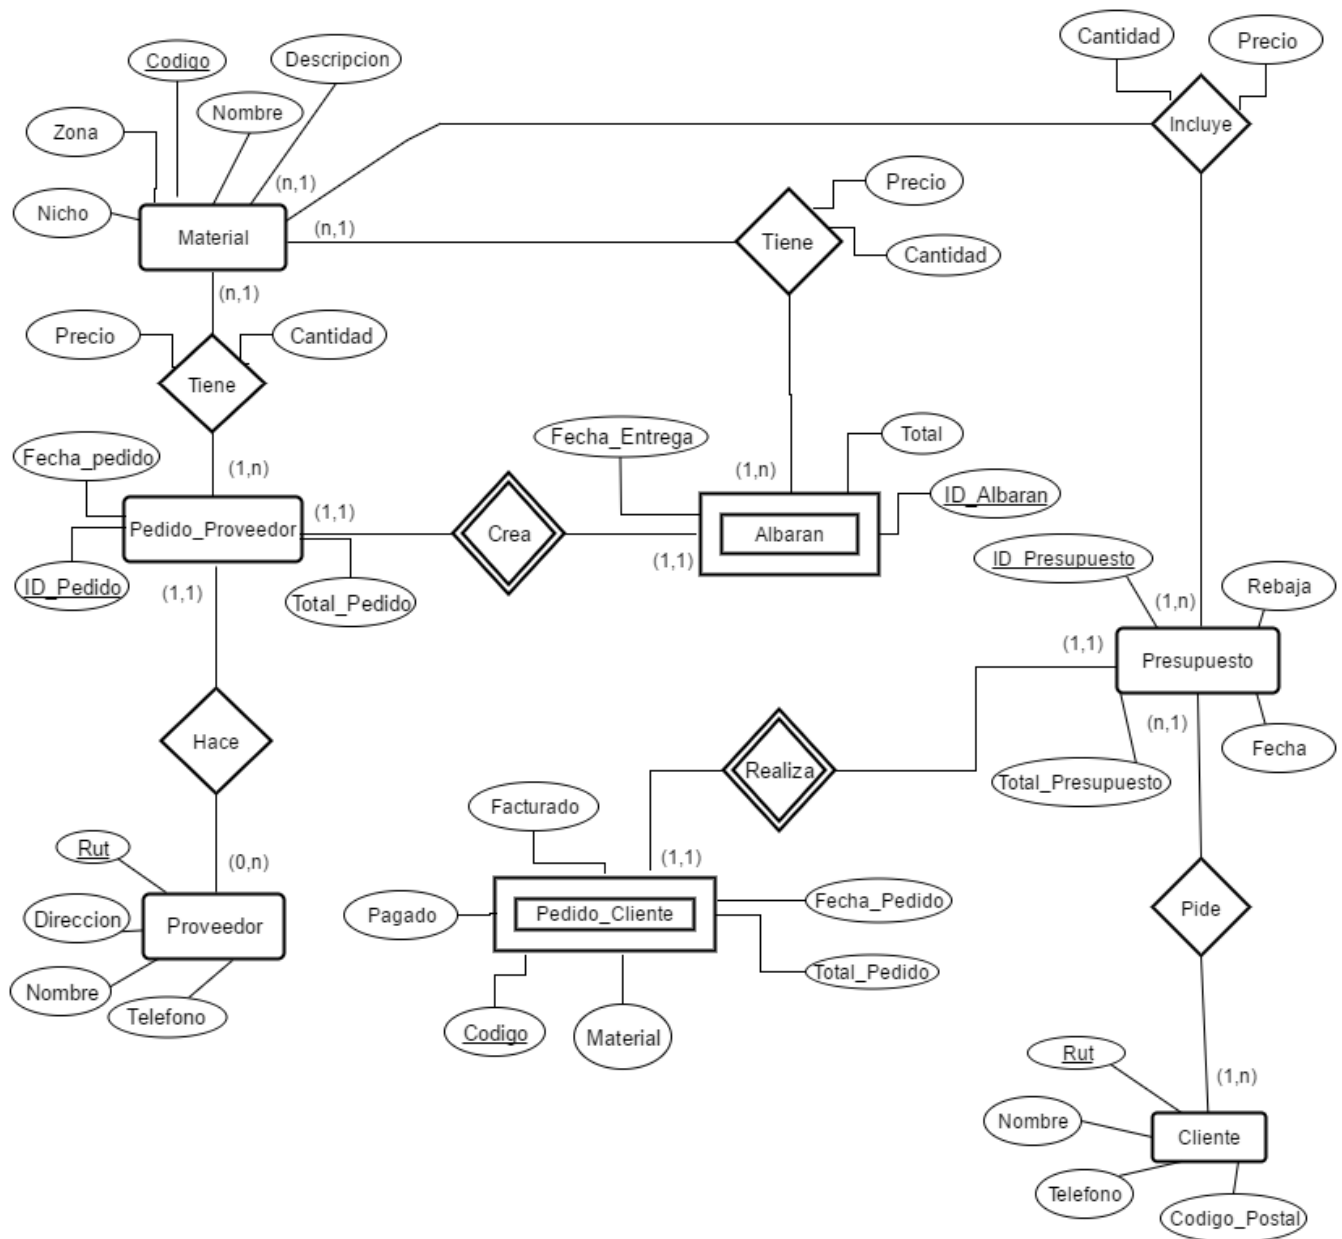 Cantidad
Precio
Codigo
Descripcion
Nombre
Zona
Incluye
Precio
(n,1)
Nicho
Material
(n,1)
Tiene
Cantidad
(n,1)
Precio
Cantidad
Tiene
Fecha_Entrega
Total
Fecha_pedido
(1,n)
(1,n)
ID_Albaran
(1,1)
Pedido_Proveedor
Crea
Albaran
(1,1)
ID_Presupuesto
ID_Pedido
(1,1)
Total_Pedido
Rebaja
(1,n)
(1,1)
Presupuesto
(n,1)
Hace
Fecha
Realiza
Total_Presupuesto
Facturado
Rut
(0,n)
(1,1)
Fecha_Pedido
Pide
Pagado
Pedido_Cliente
Direccion
Proveedor
Total_Pedido
Nombre
Telefono
Codigo
Material
Rut
(1,n)
Nombre
Cliente
Telefono
Codigo_Postal